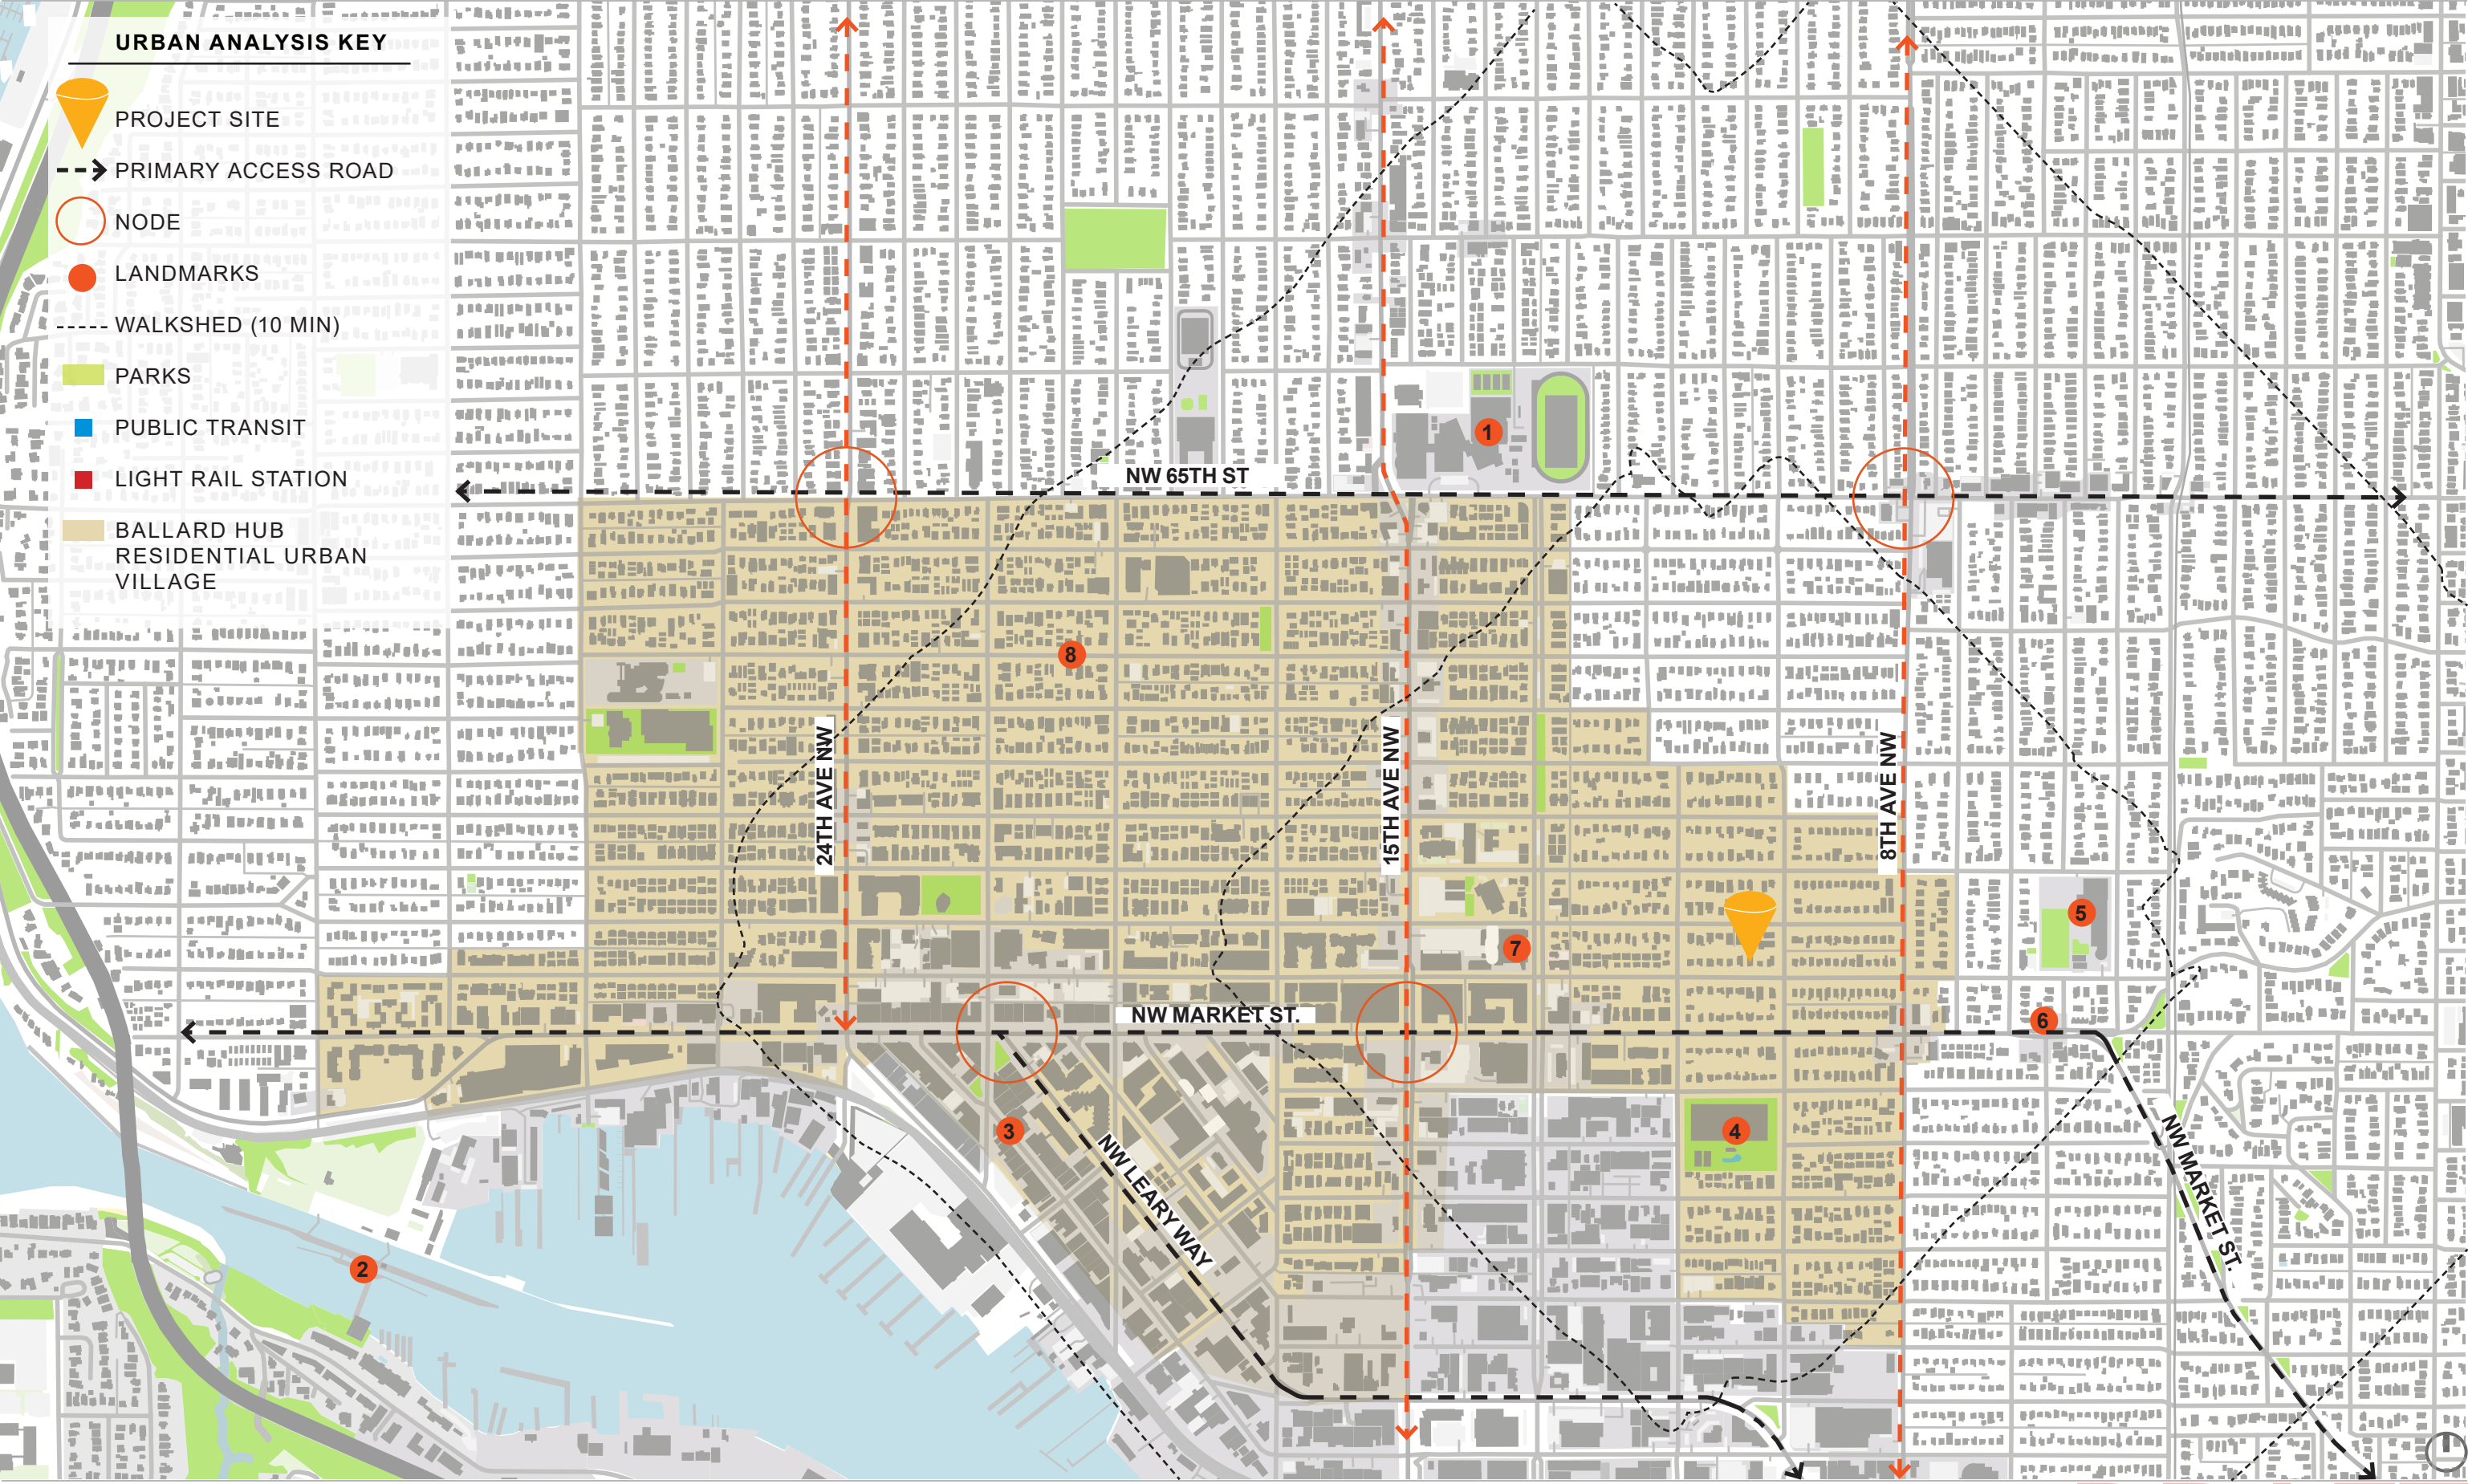 URBAN ANALYSIS KEY
PROJECT SITE
PRIMARY ACCESS ROAD
NODE
LANDMARKS
WALKSHED (10 MIN)
PARKS
PUBLIC TRANSIT
LIGHT RAIL STATION
BALLARD HUB
RESIDENTIAL URBAN
VILLAGE
1
NW 65TH ST
8
24TH AVE NW
15TH AVE NW
8TH AVE NW
5
7
NW MARKET ST.
6
3
4
NW LEARY WAY
NW MARKET ST.
2